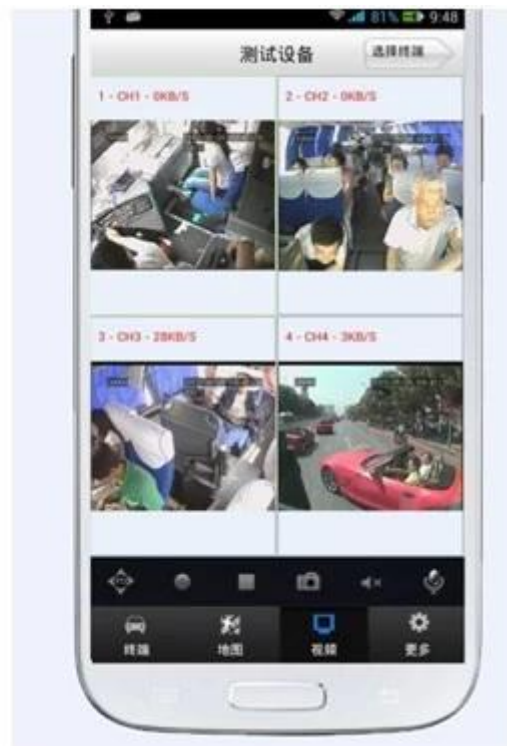 81% 9:48
测试设备
选择终端
1 - CH1 - 0KB/S
2 - CH2 - 0KB/S
3 - CH3 - 28KB/S
4 - CH4 - 3KB/S
终端
地图
视频
更多